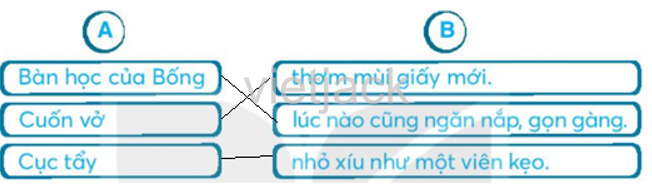 A B
Bàn học của Bống thơm mùi giấy mới.
Cuốn vở lúc nào cũng ngăn nắp, gọn gàng.
Cục tẩy nhỏ xíu như một viên kẹo.
vietjack